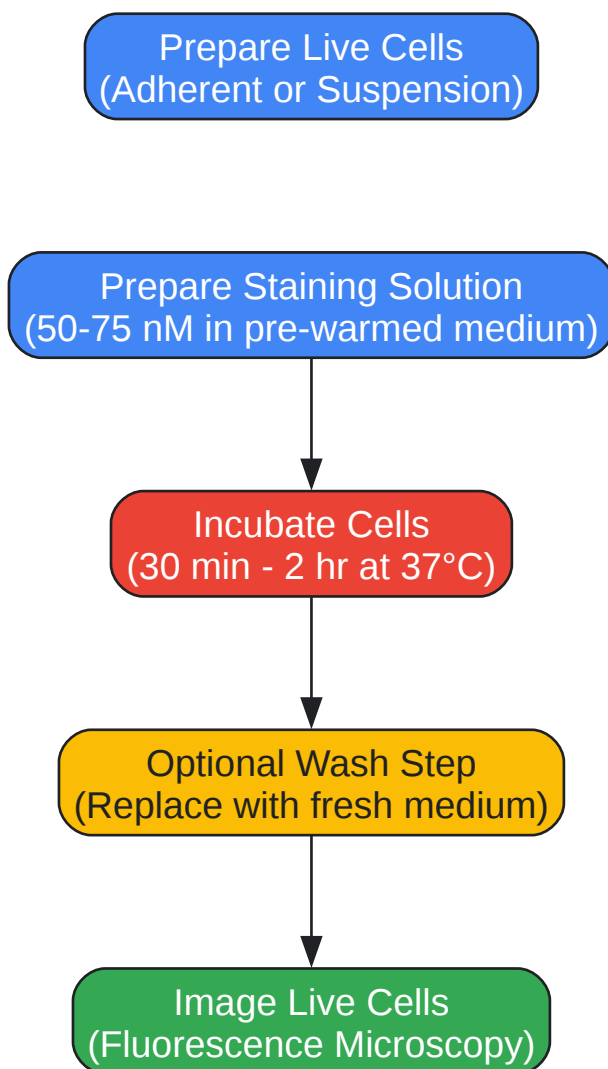 Prepare Live Cells
(Adherent or Suspension)
Prepare Staining Solution
(50-75 nM in pre-warmed medium)
Incubate Cells
(30 min - 2 hr at 37°C)
Optional Wash Step
(Replace with fresh medium)
Image Live Cells
(Fluorescence Microscopy)